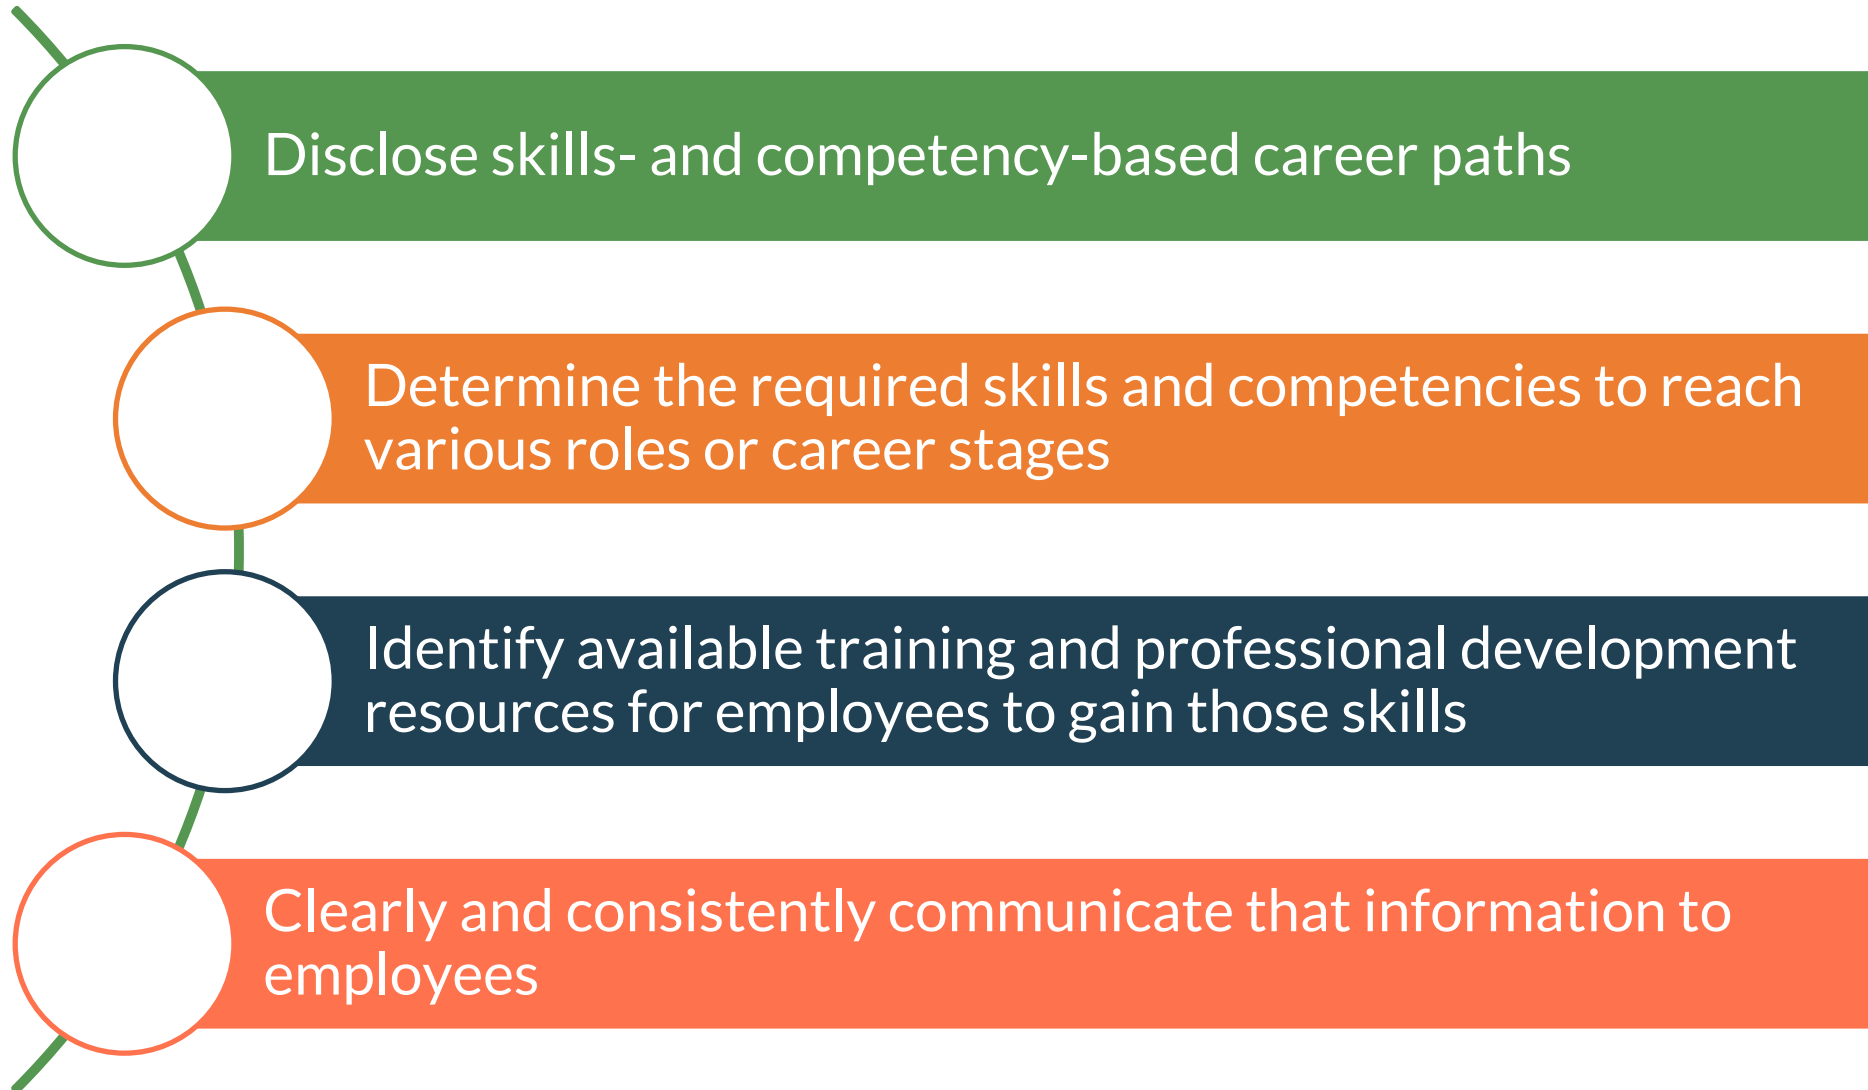 Disclose skills- and competency-based career paths
Determine the required skills and competencies to reach
various roles or career stages
Identify available training and professional development
resources for employees to gain those skills
Clearly and consistently communicate that information to
employees